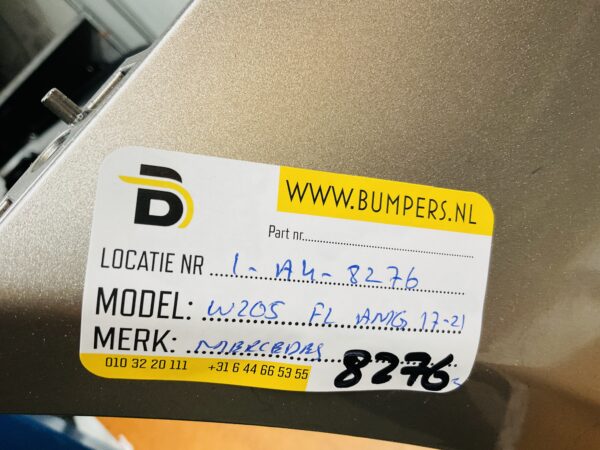 B
WWW.BUMPERS.NL
Part nr.
LOCATIE NR 1-A4-8276
MODEL: W205 FL AMG 17-21
MERK: MERCEDES
010 32 20 111 +31 6 44 66 53 55 8276